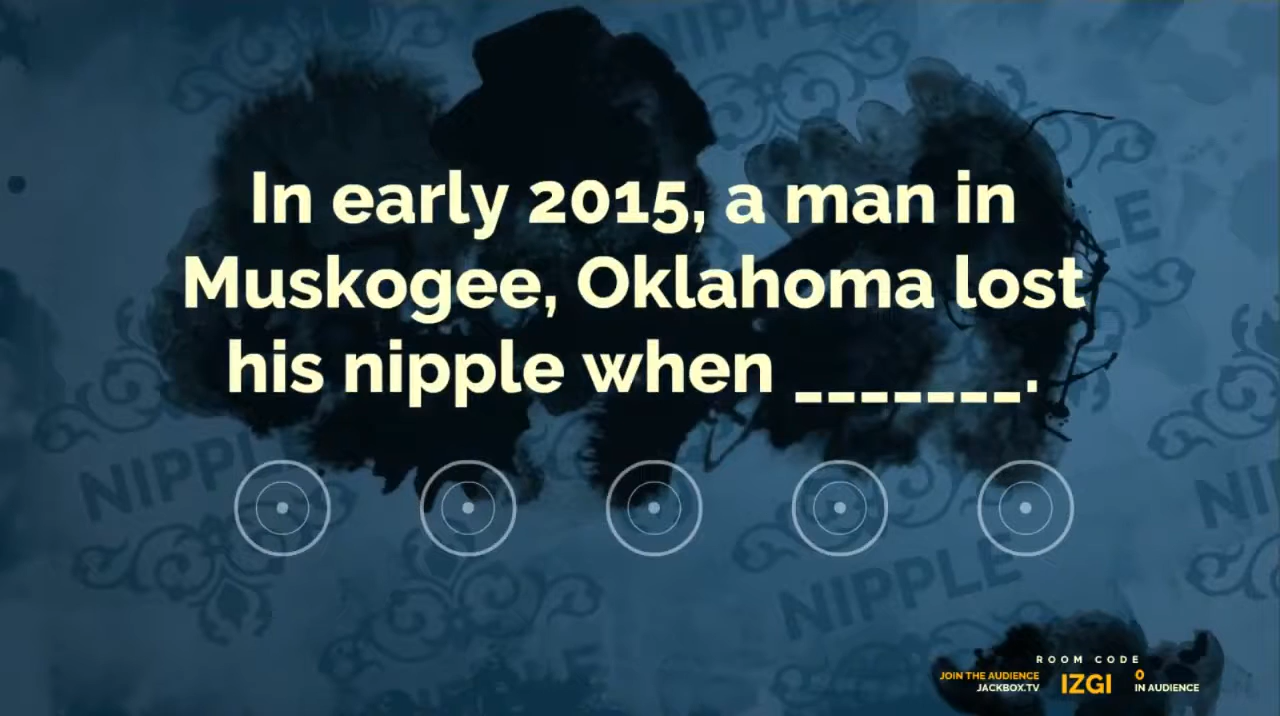 NIPPLE
In early 2015, a man in
Muskogee, Oklahoma lost
his nipple when _______.
NIPPLE
ROOM CODE
JOIN THE AUDIENCE
JACKBOX.TV
IZGI
0
IN AUDIENCE